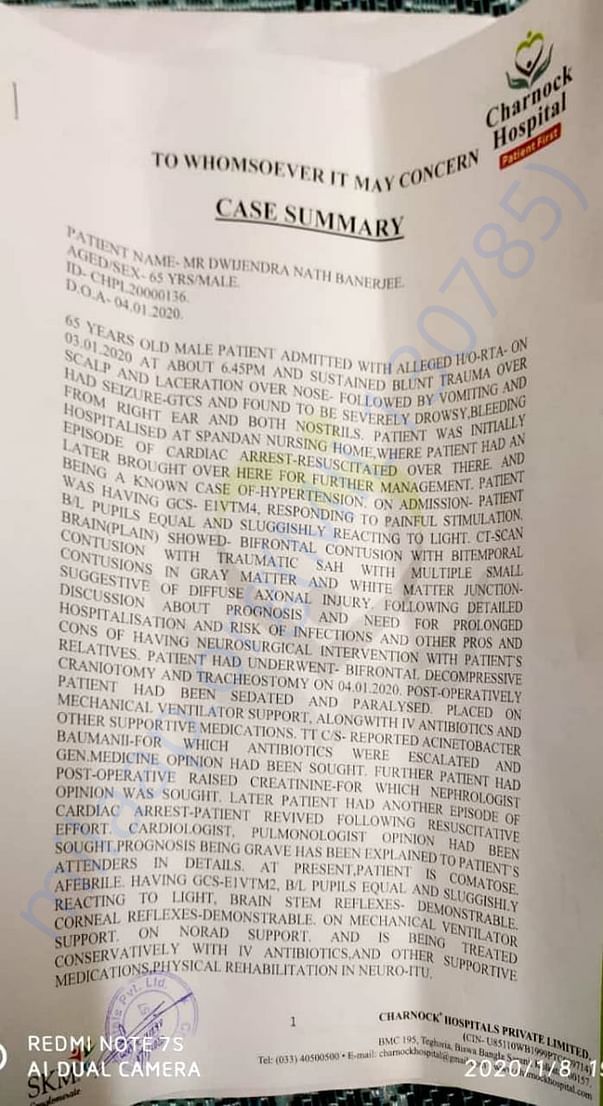 Charnock
Hospital
Patient First
TO WHOMSOEVER IT MAY CONCERN
CASE SUMMARY
PATIENT NAME- MR DWIJENDRA NATH BANERJEE.
AGED/SEX- 65 YRS/MALE.
ID- CHPL20000136.
D.O.A- 04.01.2020.
65 YEARS OLD MALE PATIENT ADMITTED WITH ALLEGED H/O-RTA- ON
03.01.2020 AT ABOUT 6.45PM AND SUSTAINED BLUNT TRAUMA OVER
SCALP AND LACERATION OVER NOSE- FOLLOWED BY VOMITING AND
HAD SEIZURE-GTCS AND FOUND TO BE SEVERELY DROWSY,BLEEDING
FROM RIGHT EAR AND BOTH NOSTRILS. PATIENT WAS INITIALLY
HOSPITALISED AT SPANDAN NURSING HOME,WHERE PATIENT HAD AN
EPISODE OF CARDIAC ARREST-RESUSCITATED OVER THERE. AND
LATER BROUGHT OVER HERE FOR FURTHER MANAGEMENT. PATIENT
BEING A KNOWN CASE OF-HYPERTENSION. ON ADMISSION- PATIENT
WAS HAVING GCS- E1VTM4, RESPONDING TO PAINFUL STIMULATION.
B/L PUPILS EQUAL AND SLUGGISHLY REACTING TO LIGHT. CT-SCAN
BRAIN(PLAIN) SHOWED- BIFRONTAL CONTUSION WITH BITEMPORAL
CONTUSION WITH TRAUMATIC SAH WITH MULTIPLE SMALL
CONTUSIONS IN GRAY MATTER AND WHITE MATTER JUNCTION-
SUGGESTIVE OF DIFFUSE AXONAL INJURY. FOLLOWING DETAILED
DISCUSSION ABOUT PROGNOSIS AND NEED FOR PROLONGED
HOSPITALISATION AND RISK OF INFECTIONS AND OTHER PROS AND
CONS OF HAVING NEUROSURGICAL INTERVENTION WITH PATIENT'S
RELATIVES. PATIENT HAD UNDERWENT- BIFRONTAL DECOMPRESSIVE
CRANIOTOMY AND TRACHEOSTOMY ON 04.01.2020. POST-OPERATIVELY
PATIENT HAD BEEN SEDATED AND PARALYSED. PLACED ON
MECHANICAL VENTILATOR SUPPORT, ALONGWITH IV ANTIBIOTICS AND
OTHER SUPPORTIVE MEDICATIONS. TT C/S- REPORTED ACINETOBACTER
BAUMANII-FOR WHICH ANTIBIOTICS WERE ESCALATED AND
GEN.MEDICINE OPINION HAD BEEN SOUGHT. FURTHER PATIENT HAD
POST-OPERATIVE RAISED CREATININE-FOR WHICH NEPHROLOGIST
OPINION WAS SOUGHT. LATER PATIENT HAD ANOTHER EPISODE OF
CARDIAC ARREST-PATIENT REVIVED FOLLOWING RESUSCITATIVE
EFFORT. CARDIOLOGIST, PULMONOLOGIST OPINION HAD BEEN
SOUGHT.PROGNOSIS BEING GRAVE HAS BEEN EXPLAINED TO PATIENT'S
ATTENDERS IN DETAILS. AT PRESENT,PATIENT IS COMATOSE,
AFEBRILE. HAVING GCS-E1VTM2, B/L PUPILS EQUAL AND SLUGGISHLY
REACTING TO LIGHT, BRAIN STEM REFLEXES- DEMONSTRABLE.
CORNEAL REFLEXES-DEMONSTRABLE. ON MECHANICAL VENTILATOR
SUPPORT. ON NORAD SUPPORT. AND IS BEING TREATED
CONSERVATIVELY WITH IV ANTIBIOTICS,AND OTHER SUPPORTIVE
MEDICATIONS,PHYSICAL REHABILITATION IN NEURO-ITU.
Pvt. Ltd.
1
CHARNOCK HOSPITALS PRIVATE LIMITED
BMC 195, Teghoria, Biswa Bangla
Tel: (033) 40500500 • E-mail: charnockhospital@
REDMI NOTE 7S
AI DUAL CAMERA
SKM
2020/1/8